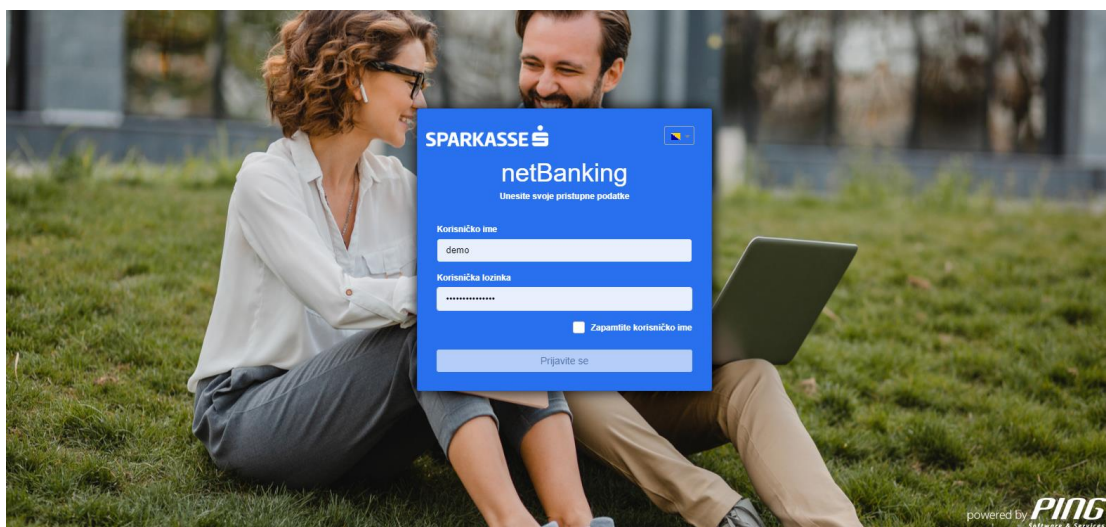 SPARKASSE S
netBanking
Unesite svoje pristupne podatke
Korisničko ime
demo
Korisnička lozinka
•••••••••••••••
Zapamtite korisničko ime
Prijavite se
powered by PING
Software & Services